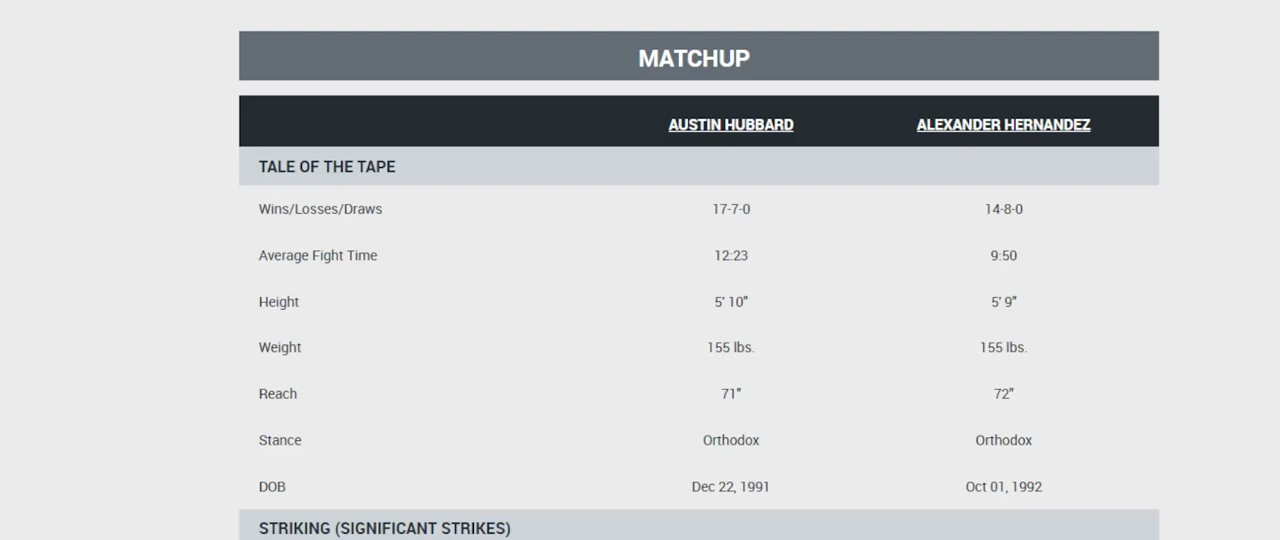 MATCHUP
AUSTIN HUBBARD ALEXANDER HERNANDEZ
TALE OF THE TAPE
Wins/Losses/Draws 17-7-0 14-8-0
Average Fight Time 12:23 9:50
Height 5' 10" 5' 9"
Weight 155 lbs. 155 lbs.
Reach 71" 72"
Stance Orthodox Orthodox
DOB Dec 22, 1991 Oct 01, 1992
STRIKING (SIGNIFICANT STRIKES)